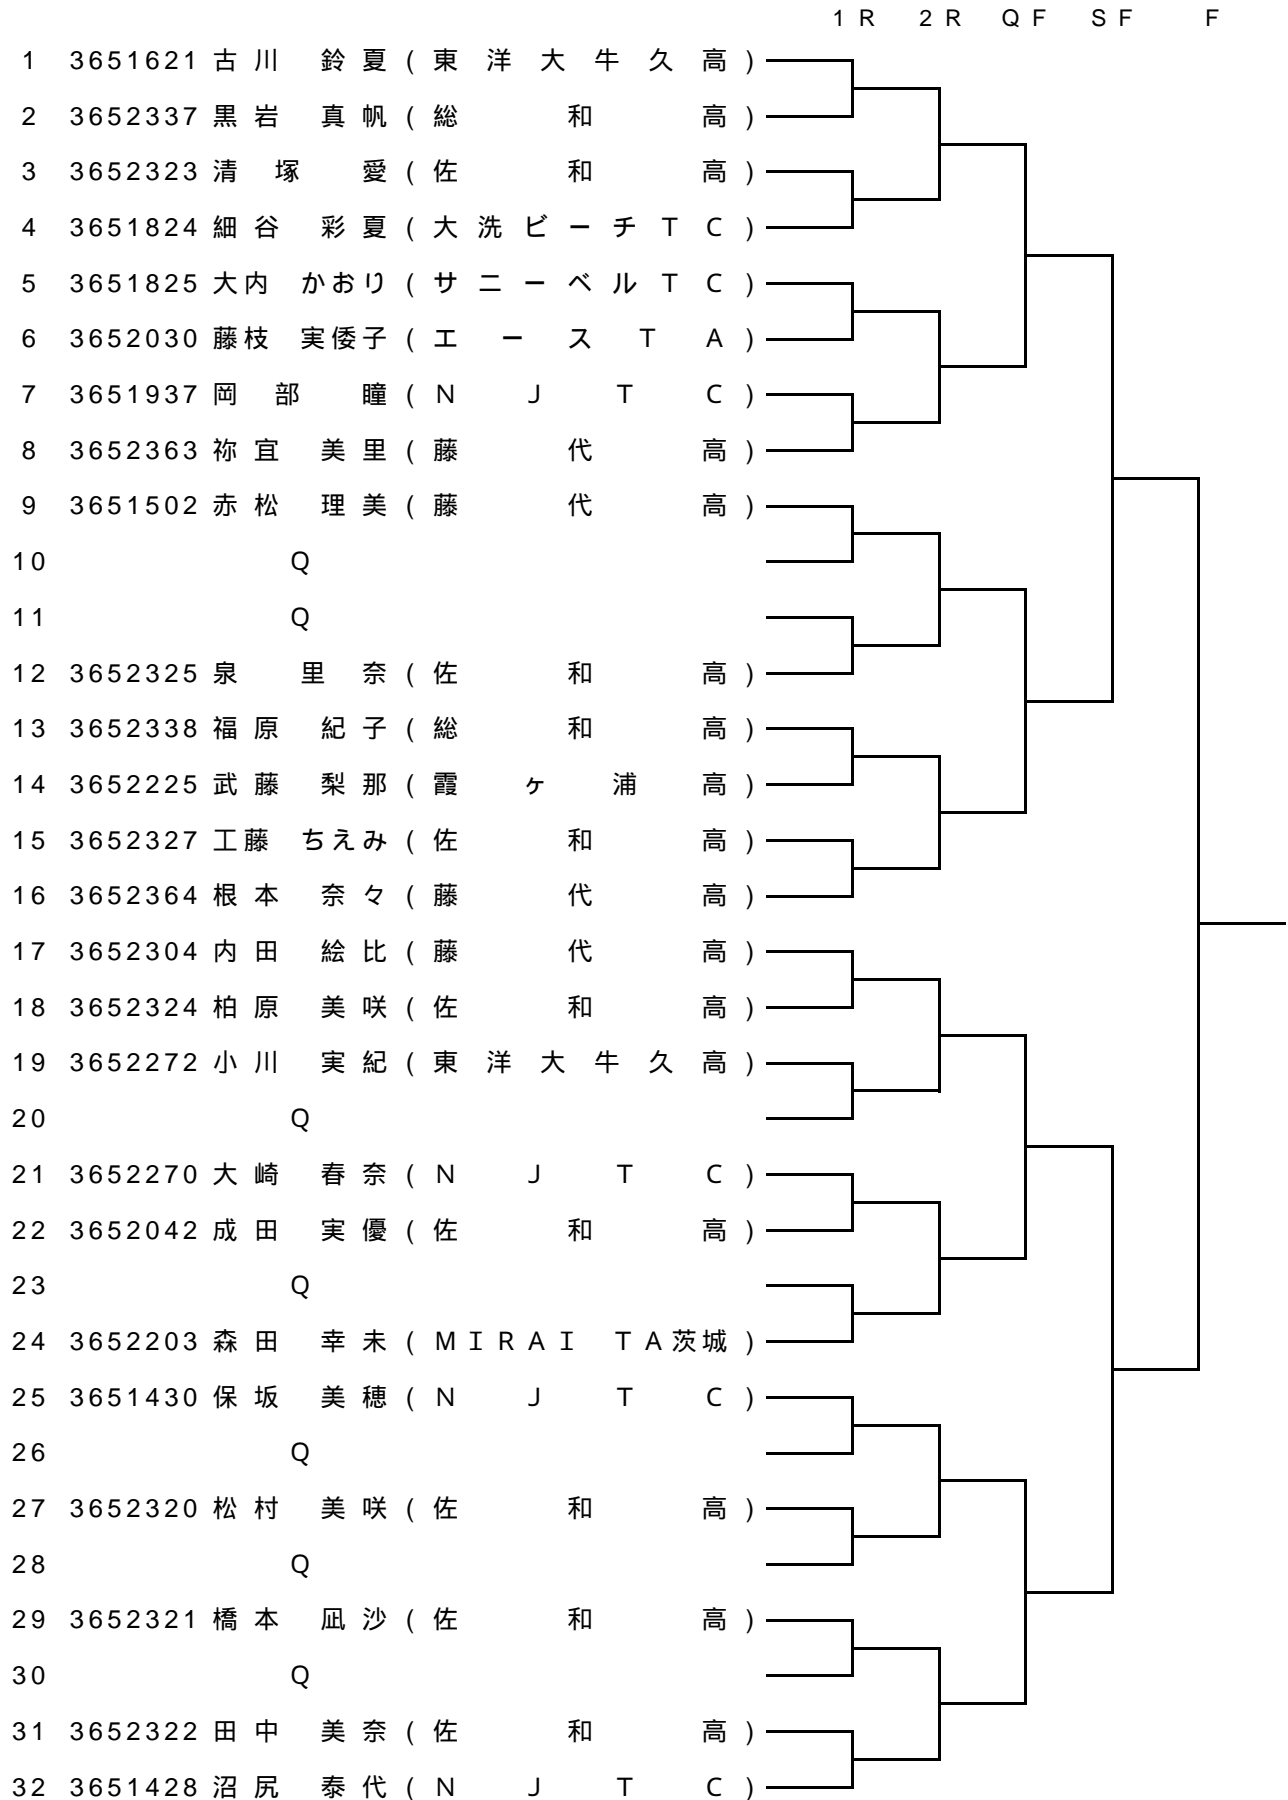 1R 2R QF SF F
1 3651621 古川 鈴夏 (東洋大牛久高)
2 3652337 黒岩 真帆 (総和高)
3 3652323 清塚 愛 (佐和高)
4 3651824 細谷 彩夏 (大洗ビーチTC)
5 3651825 大内 かおり (サニーベルTC)
6 3652030 藤枝 実倭子 (エースTA)
7 3651937 岡部 瞳 (NJTC)
8 3652363 祢宜 美里 (藤代高)
9 3651502 赤松 理美 (藤代高)
10 Q
11 Q
12 3652325 泉 里奈 (佐和高)
13 3652338 福原 紀子 (総和高)
14 3652225 武藤 梨那 (霞ヶ浦高)
15 3652327 工藤 ちえみ (佐和高)
16 3652364 根本 奈々 (藤代高)
17 3652304 内田 絵比 (藤代高)
18 3652324 柏原 美咲 (佐和高)
19 3652272 小川 実紀 (東洋大牛久高)
20 Q
21 3652270 大崎 春奈 (NJTC)
22 3652042 成田 実優 (佐和高)
23 Q
24 3652203 森田 幸未 (MIRAI TA茨城)
25 3651430 保坂 美穂 (NJTC)
26 Q
27 3652320 松村 美咲 (佐和高)
28 Q
29 3652321 橋本 凪沙 (佐和高)
30 Q
31 3652322 田中 美奈 (佐和高)
32 3651428 沼尻 泰代 (NJTC)